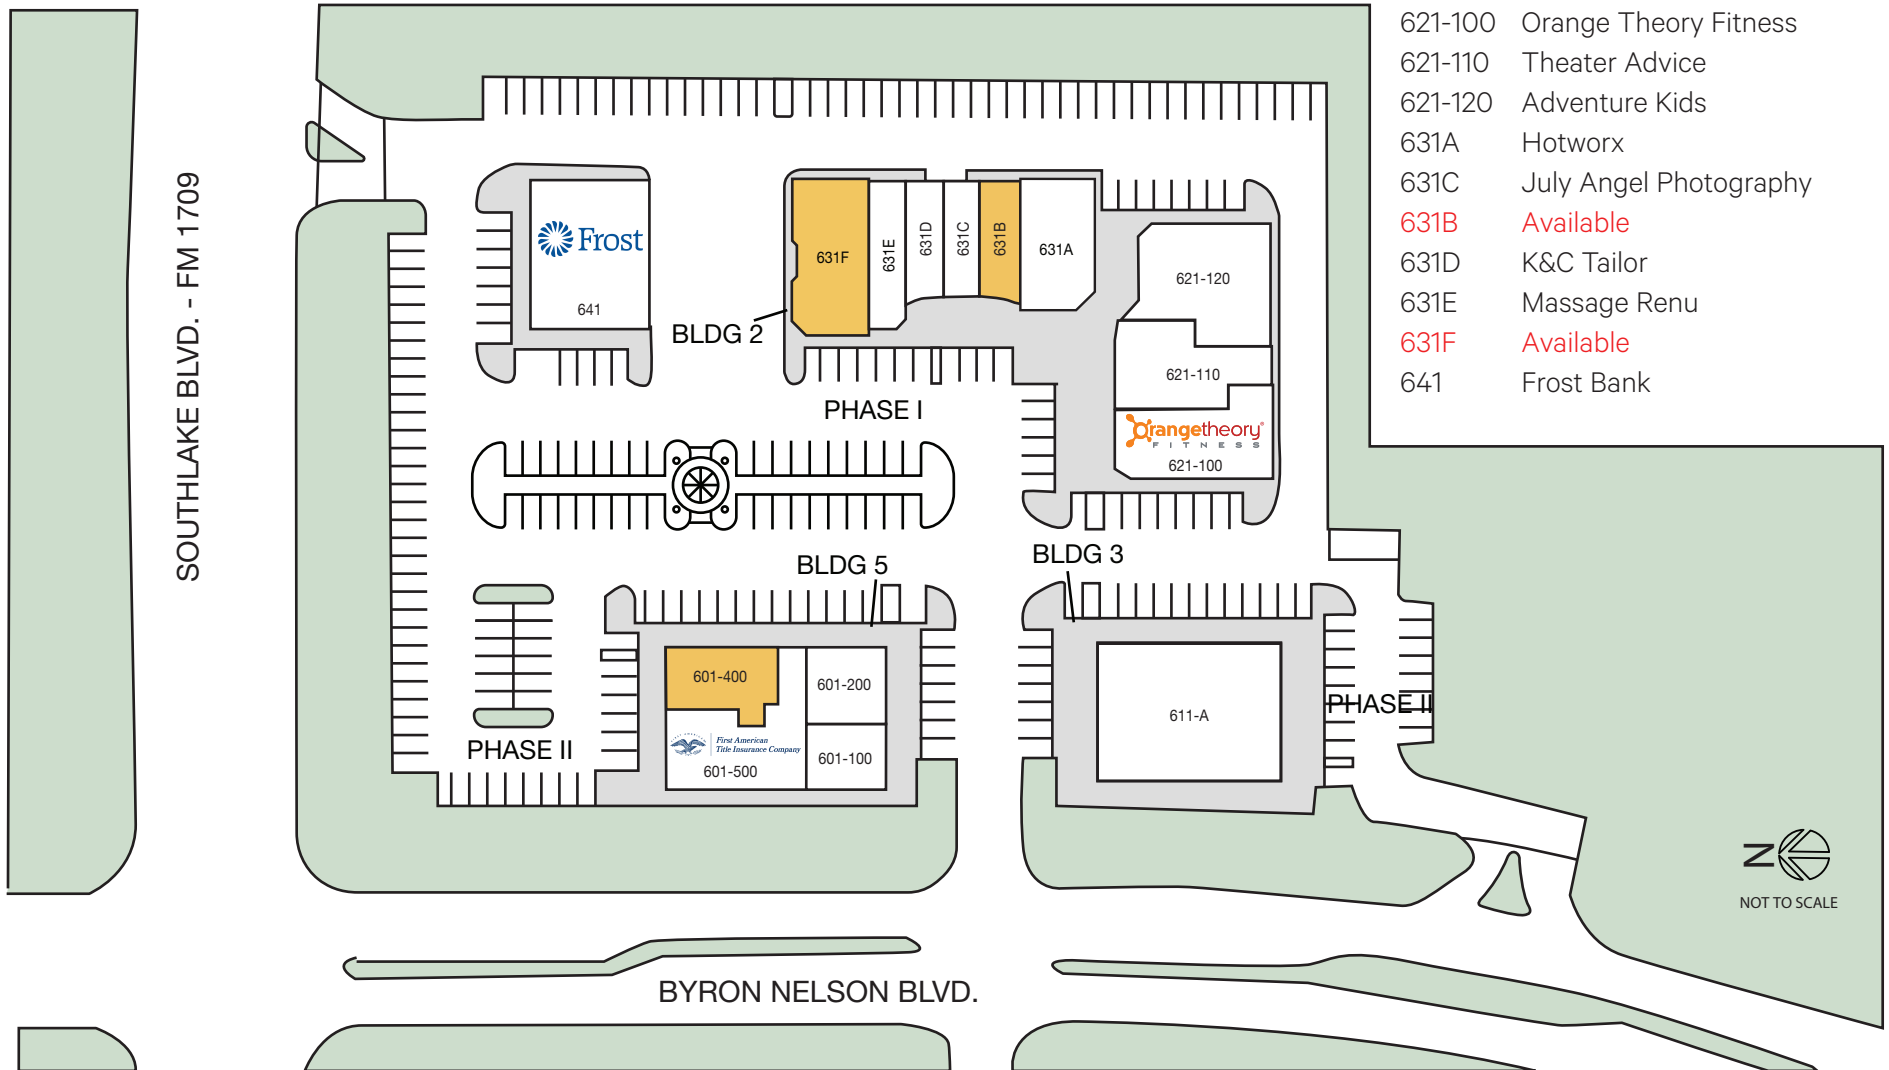 621-100 Orange Theory Fitness
621-110 Theater Advice
621-120 Adventure Kids
631A Hotworx
631C July Angel Photography
631B Available
631D K&C Tailor
631E Massage Renu
631F Available
641 Frost Bank
SOUTHLAKE BLVD. - FM 1709
Frost
641
631F
631E
631D
631C
631B
631A
621-120
BLDG 2
621-110
PHASE I
orangetheory®
FITNESS
621-100
BLDG 5
BLDG 3
601-400
601-200
611-A
PHASE II
PHASE II
First American
Title Insurance Company
601-500
601-100
N
NOT TO SCALE
BYRON NELSON BLVD.